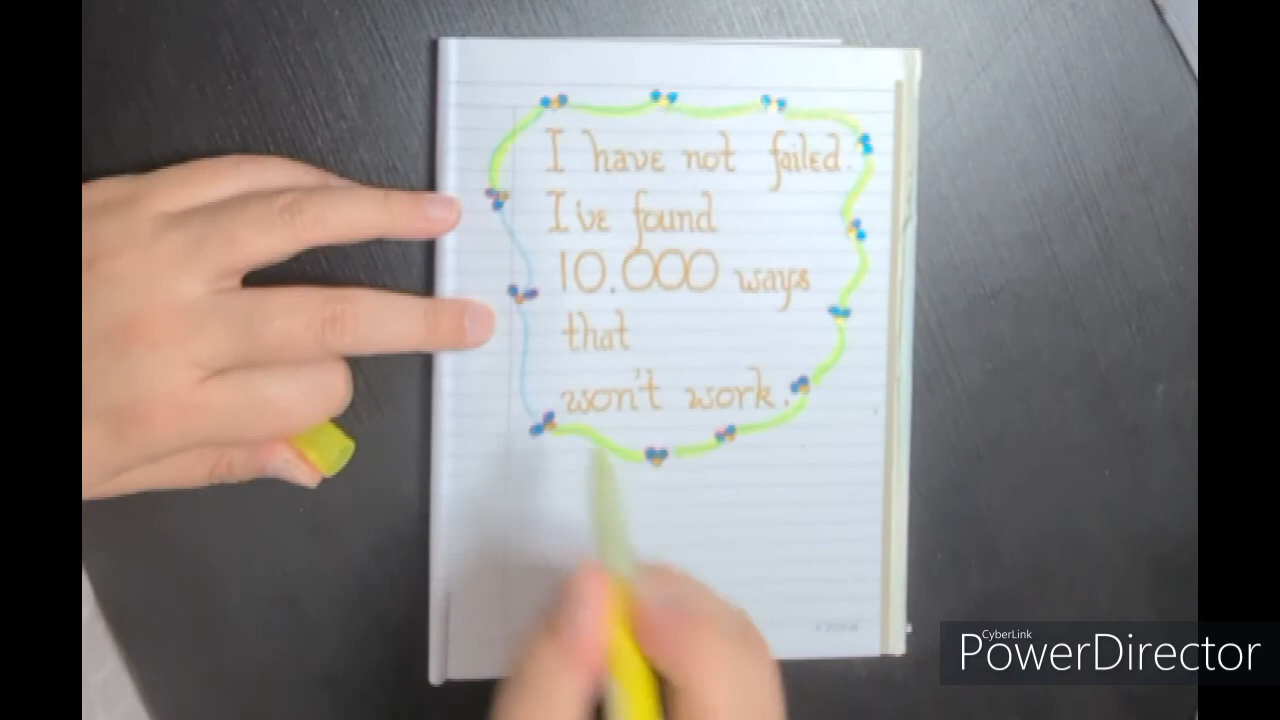 I have not failed.
I've found
10.000 ways
that
won't work.
CyberLink
PowerDirector